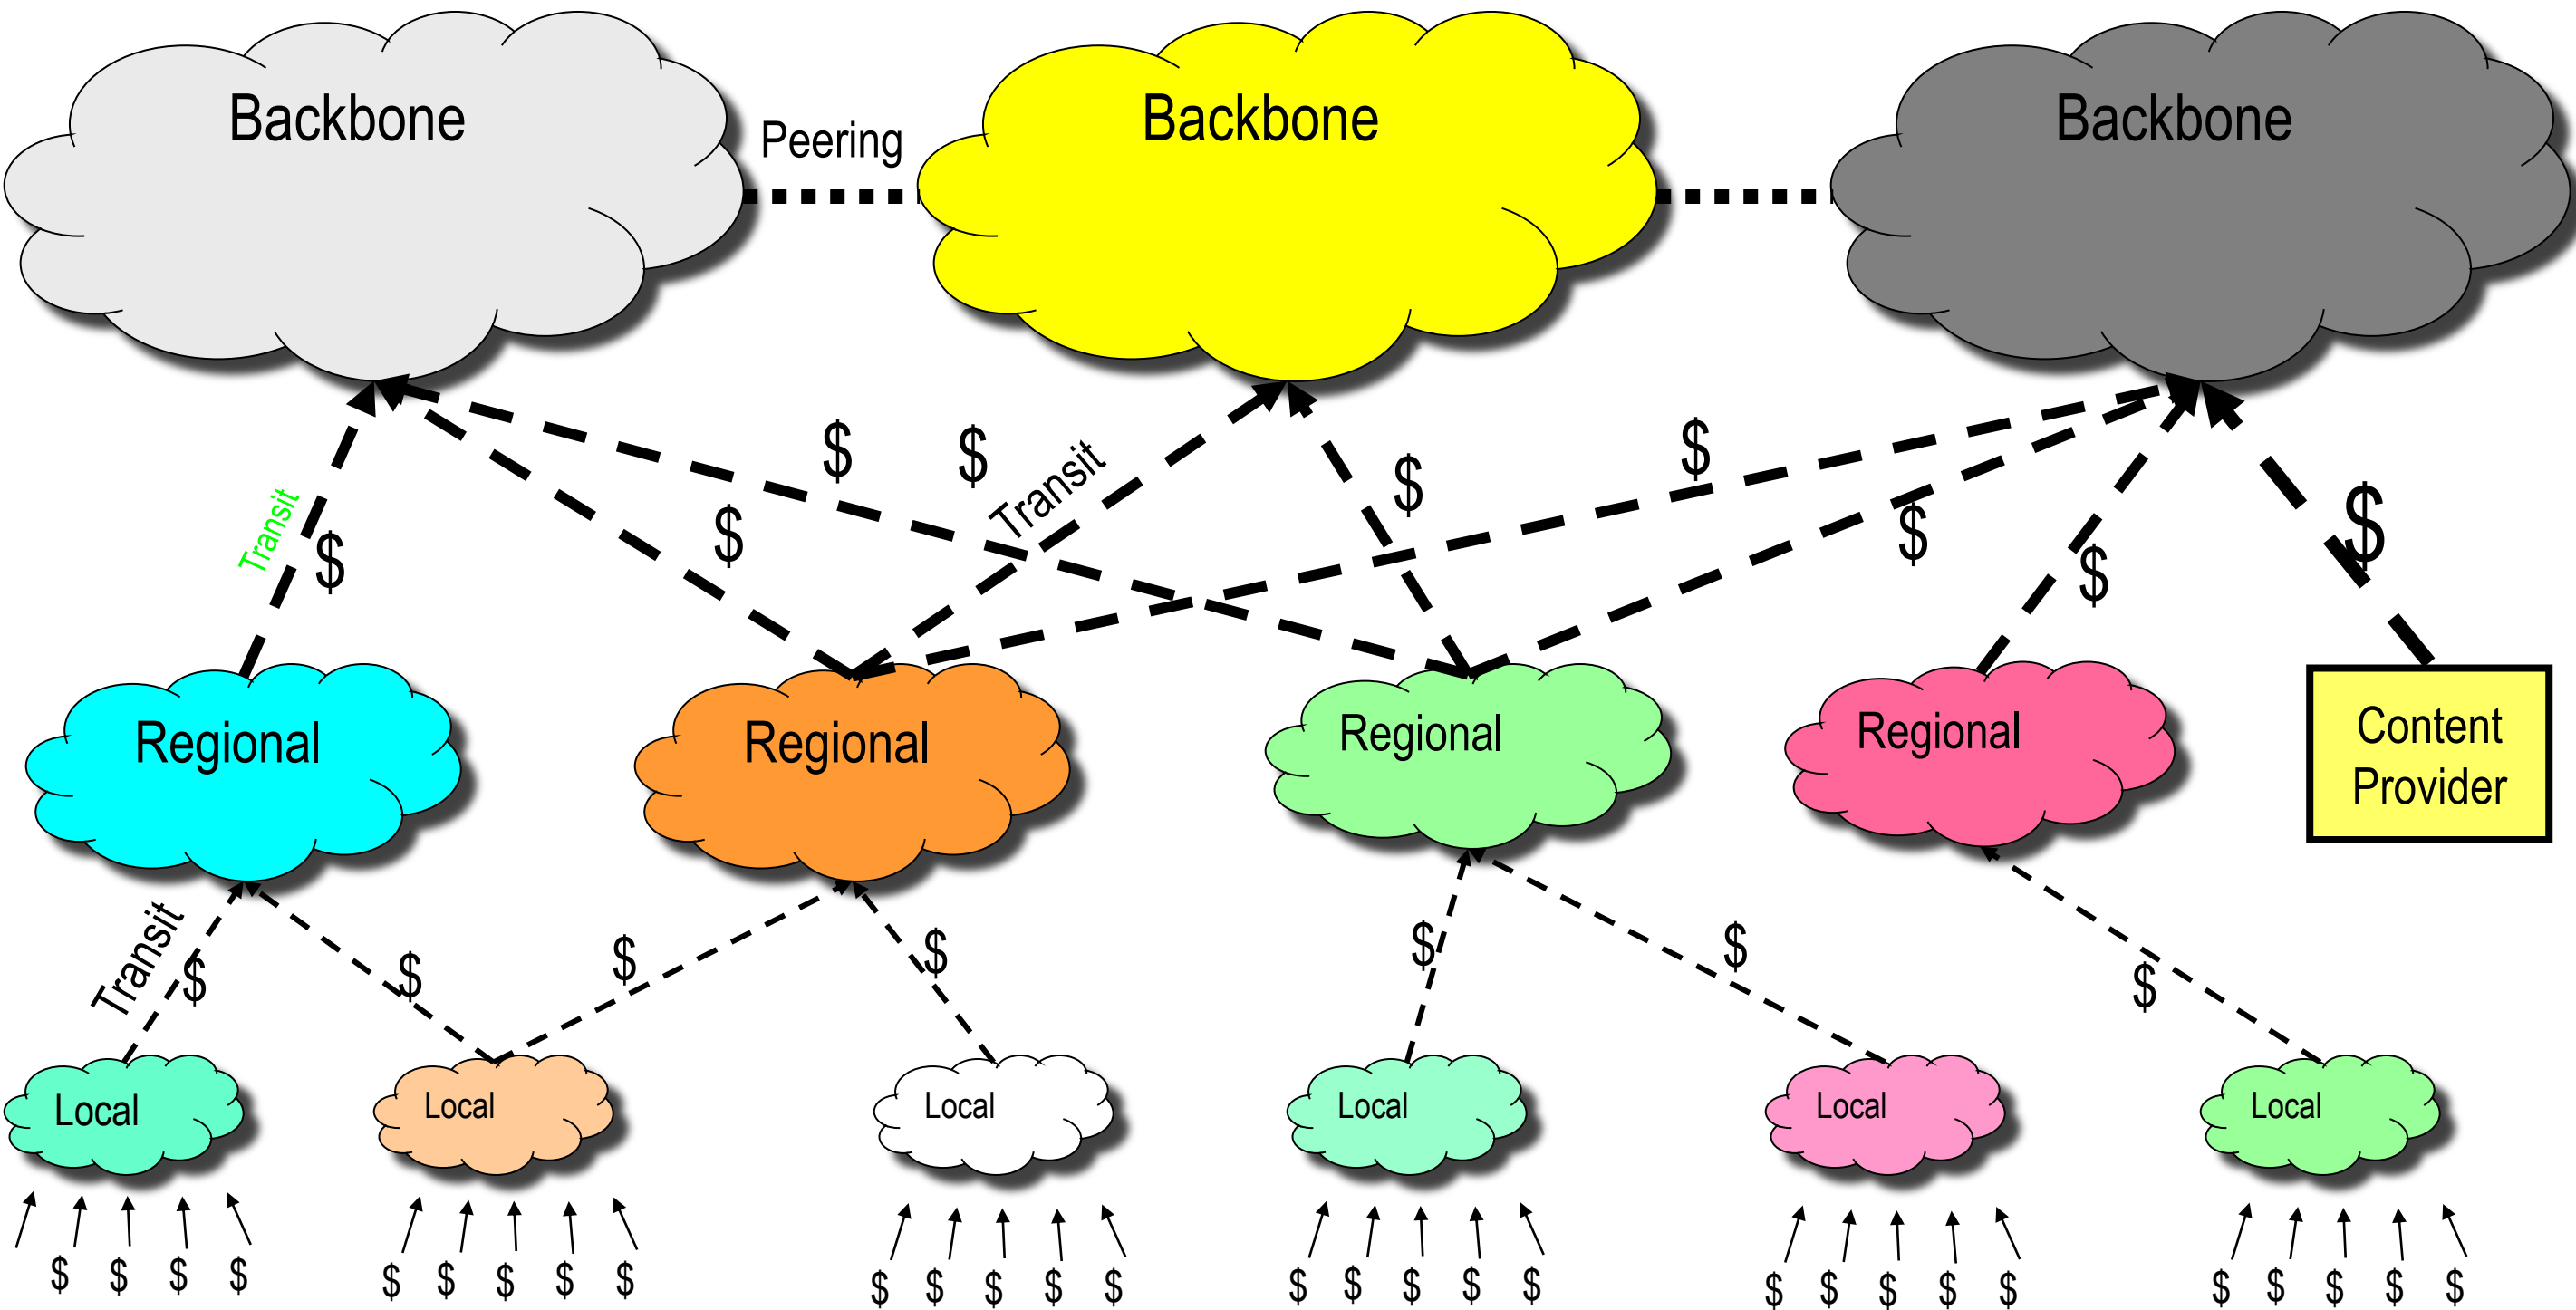 Backbone
Peering
Backbone
Backbone
$
$
Transit
$
$
$
$
Transit
$
$
$
$
Regional
Regional
Regional
Regional
Content
Provider
Transit
$
$
$
$
$
$
$
Local
Local
Local
Local
Local
Local
$ $ $ $
$ $ $ $ $
$ $ $ $ $
$ $ $ $ $
$ $ $ $ $
$ $ $ $ $